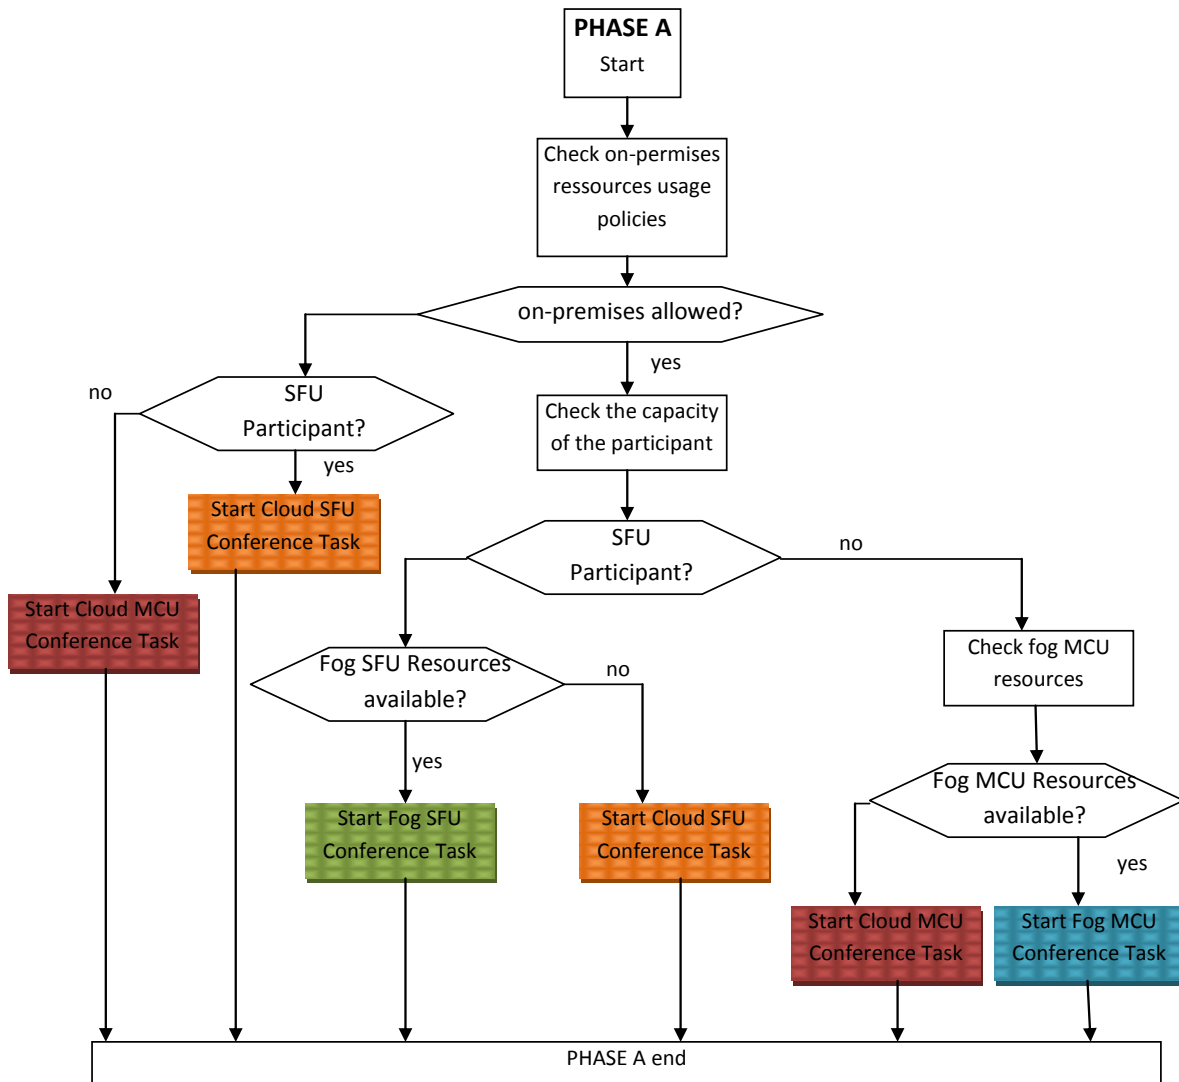 PHASE A
Start
Check on-permises
ressources usage
policies
on-premises allowed?
yes
no
SFU
Participant?
yes
Check the capacity
of the participant
Start Cloud SFU
Conference Task
SFU
Participant?
no
Start Cloud MCU
Conference Task
Fog SFU Resources
available?
no
Check fog MCU
resources
yes
Fog MCU Resources
available?
Start Fog SFU
Conference Task
Start Cloud SFU
Conference Task
yes
Start Cloud MCU
Conference Task
Start Fog MCU
Conference Task
PHASE A end